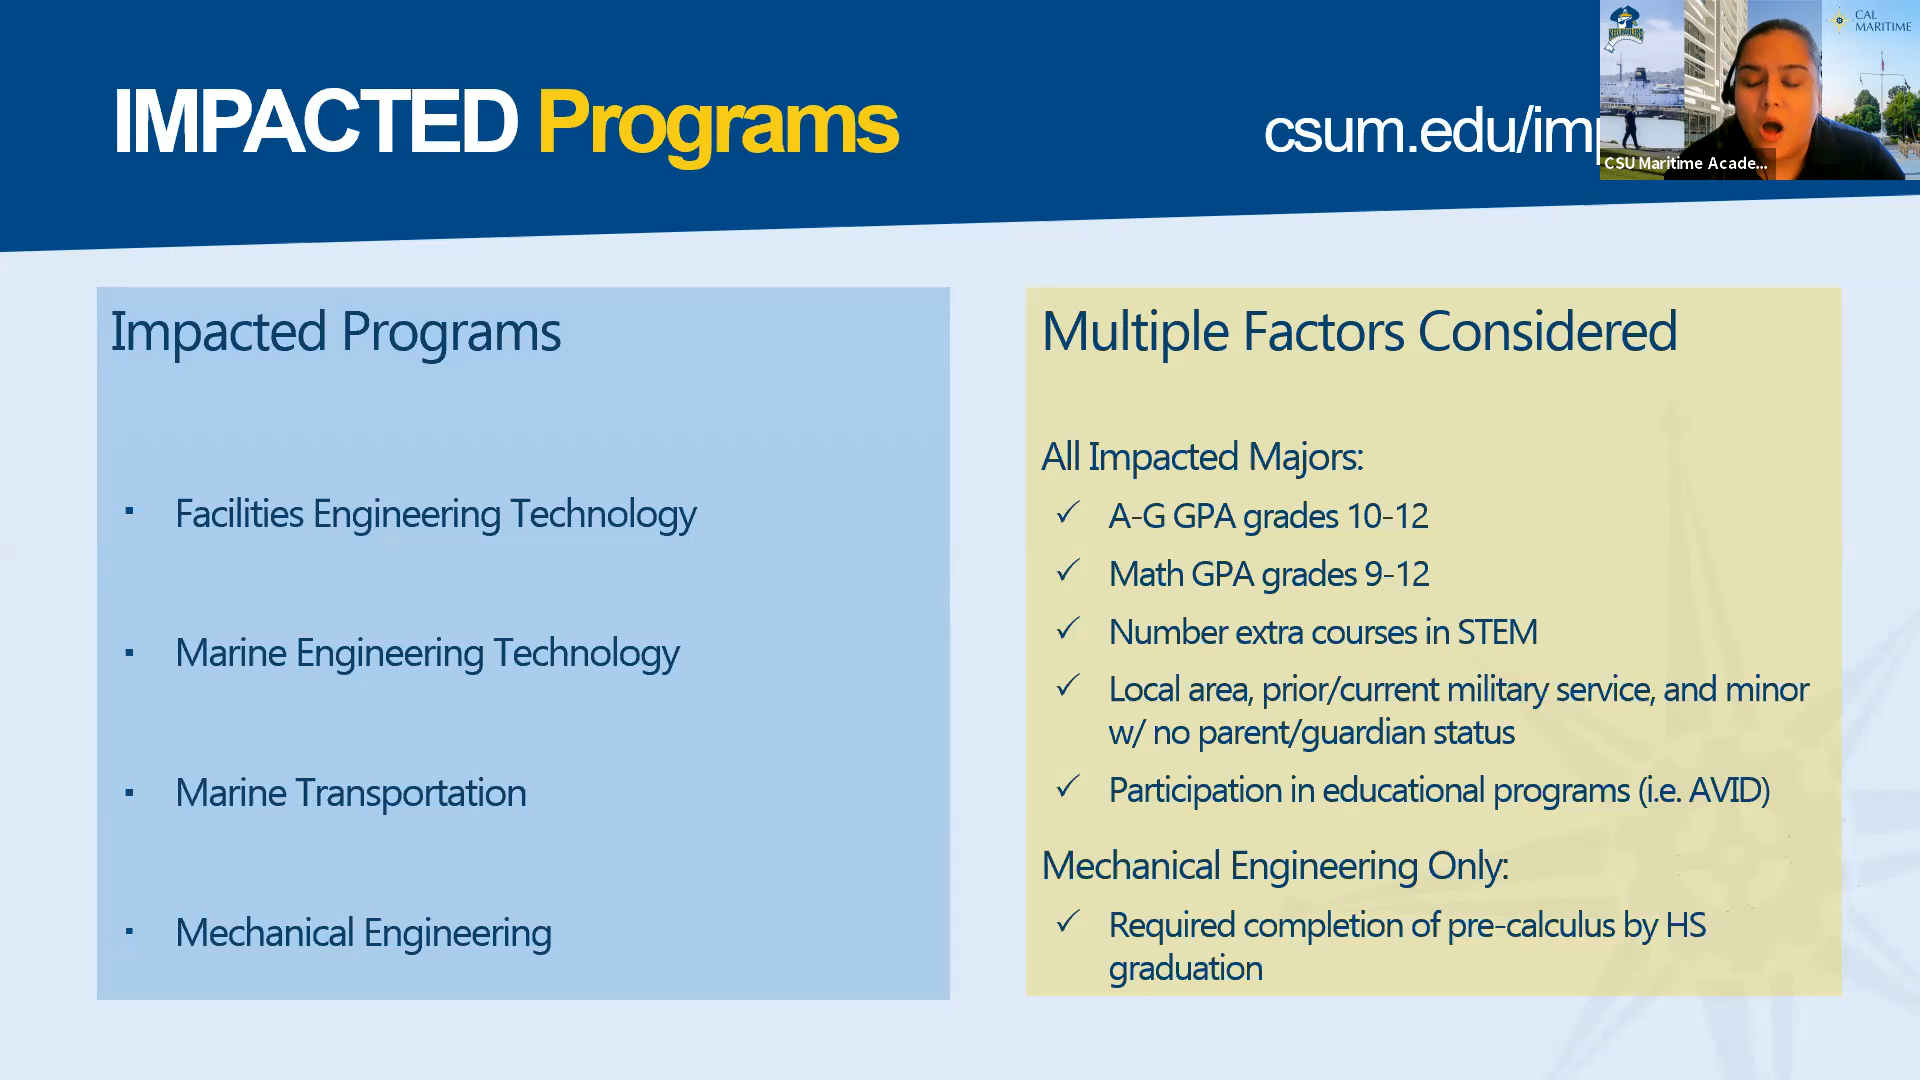 IMPACTED Programs
csum.edu/imp
KEELHAULERS
CAL
MARITIME
CSU Maritime Acade...
Impacted Programs
▪ Facilities Engineering Technology
▪ Marine Engineering Technology
▪ Marine Transportation
▪ Mechanical Engineering
Multiple Factors Considered
All Impacted Majors:
✓ A-G GPA grades 10-12
✓ Math GPA grades 9-12
✓ Number extra courses in STEM
✓ Local area, prior/current military service, and minor
w/ no parent/guardian status
✓ Participation in educational programs (i.e. AVID)
Mechanical Engineering Only:
✓ Required completion of pre-calculus by HS
graduation